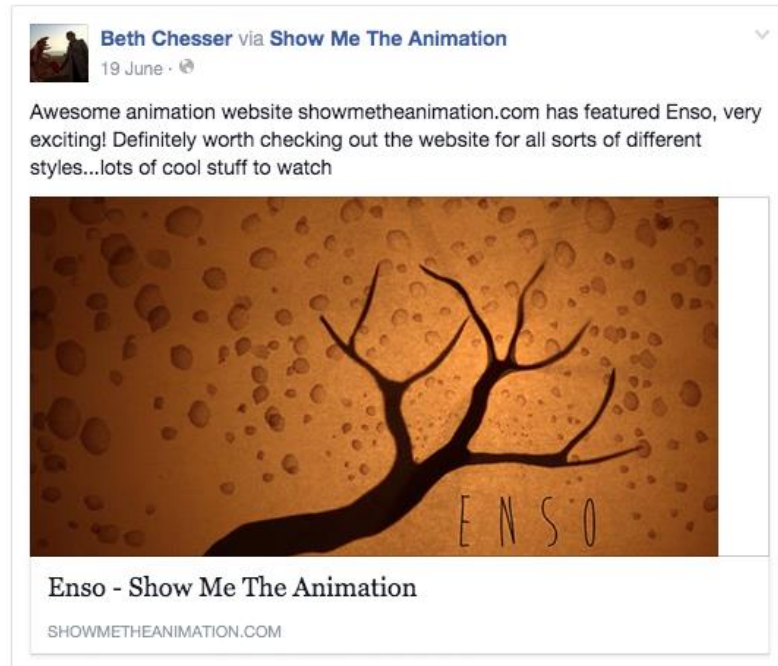 Beth Chesser via Show Me The Animation
19 June ·
Awesome animation website showmetheanimation.com has featured Enso, very
exciting! Definitely worth checking out the website for all sorts of different
styles...lots of cool stuff to watch
ENSO
Enso - Show Me The Animation
SHOWMETHEANIMATION.COM